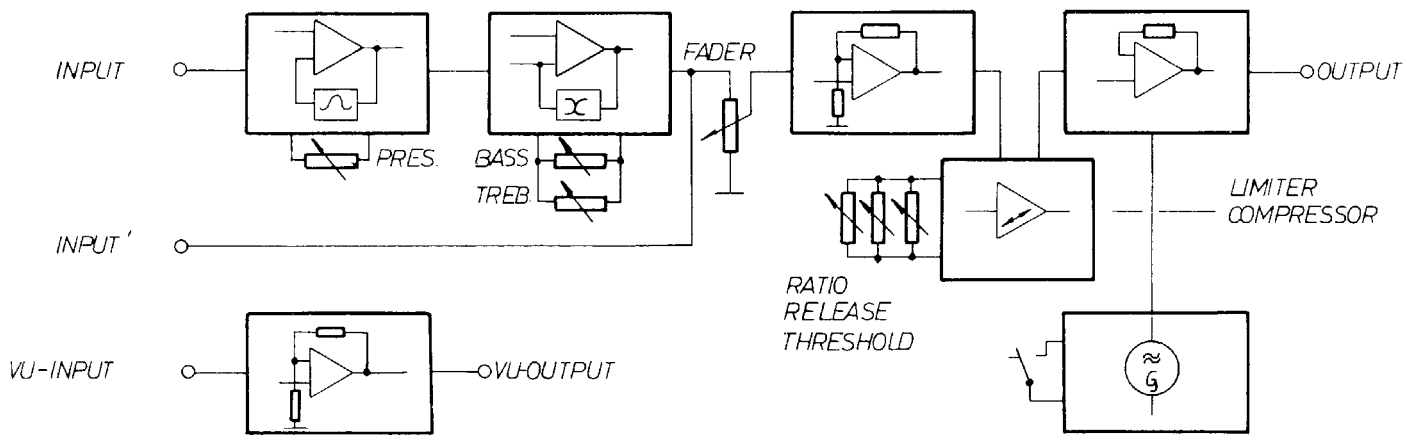 INPUT
FADER
OUTPUT
PRES.
BASS
TREB.
LIMITER
COMPRESSOR
INPUT'
RATIO
RELEASE
THRESHOLD
VU-INPUT
VU-OUTPUT
≈
G